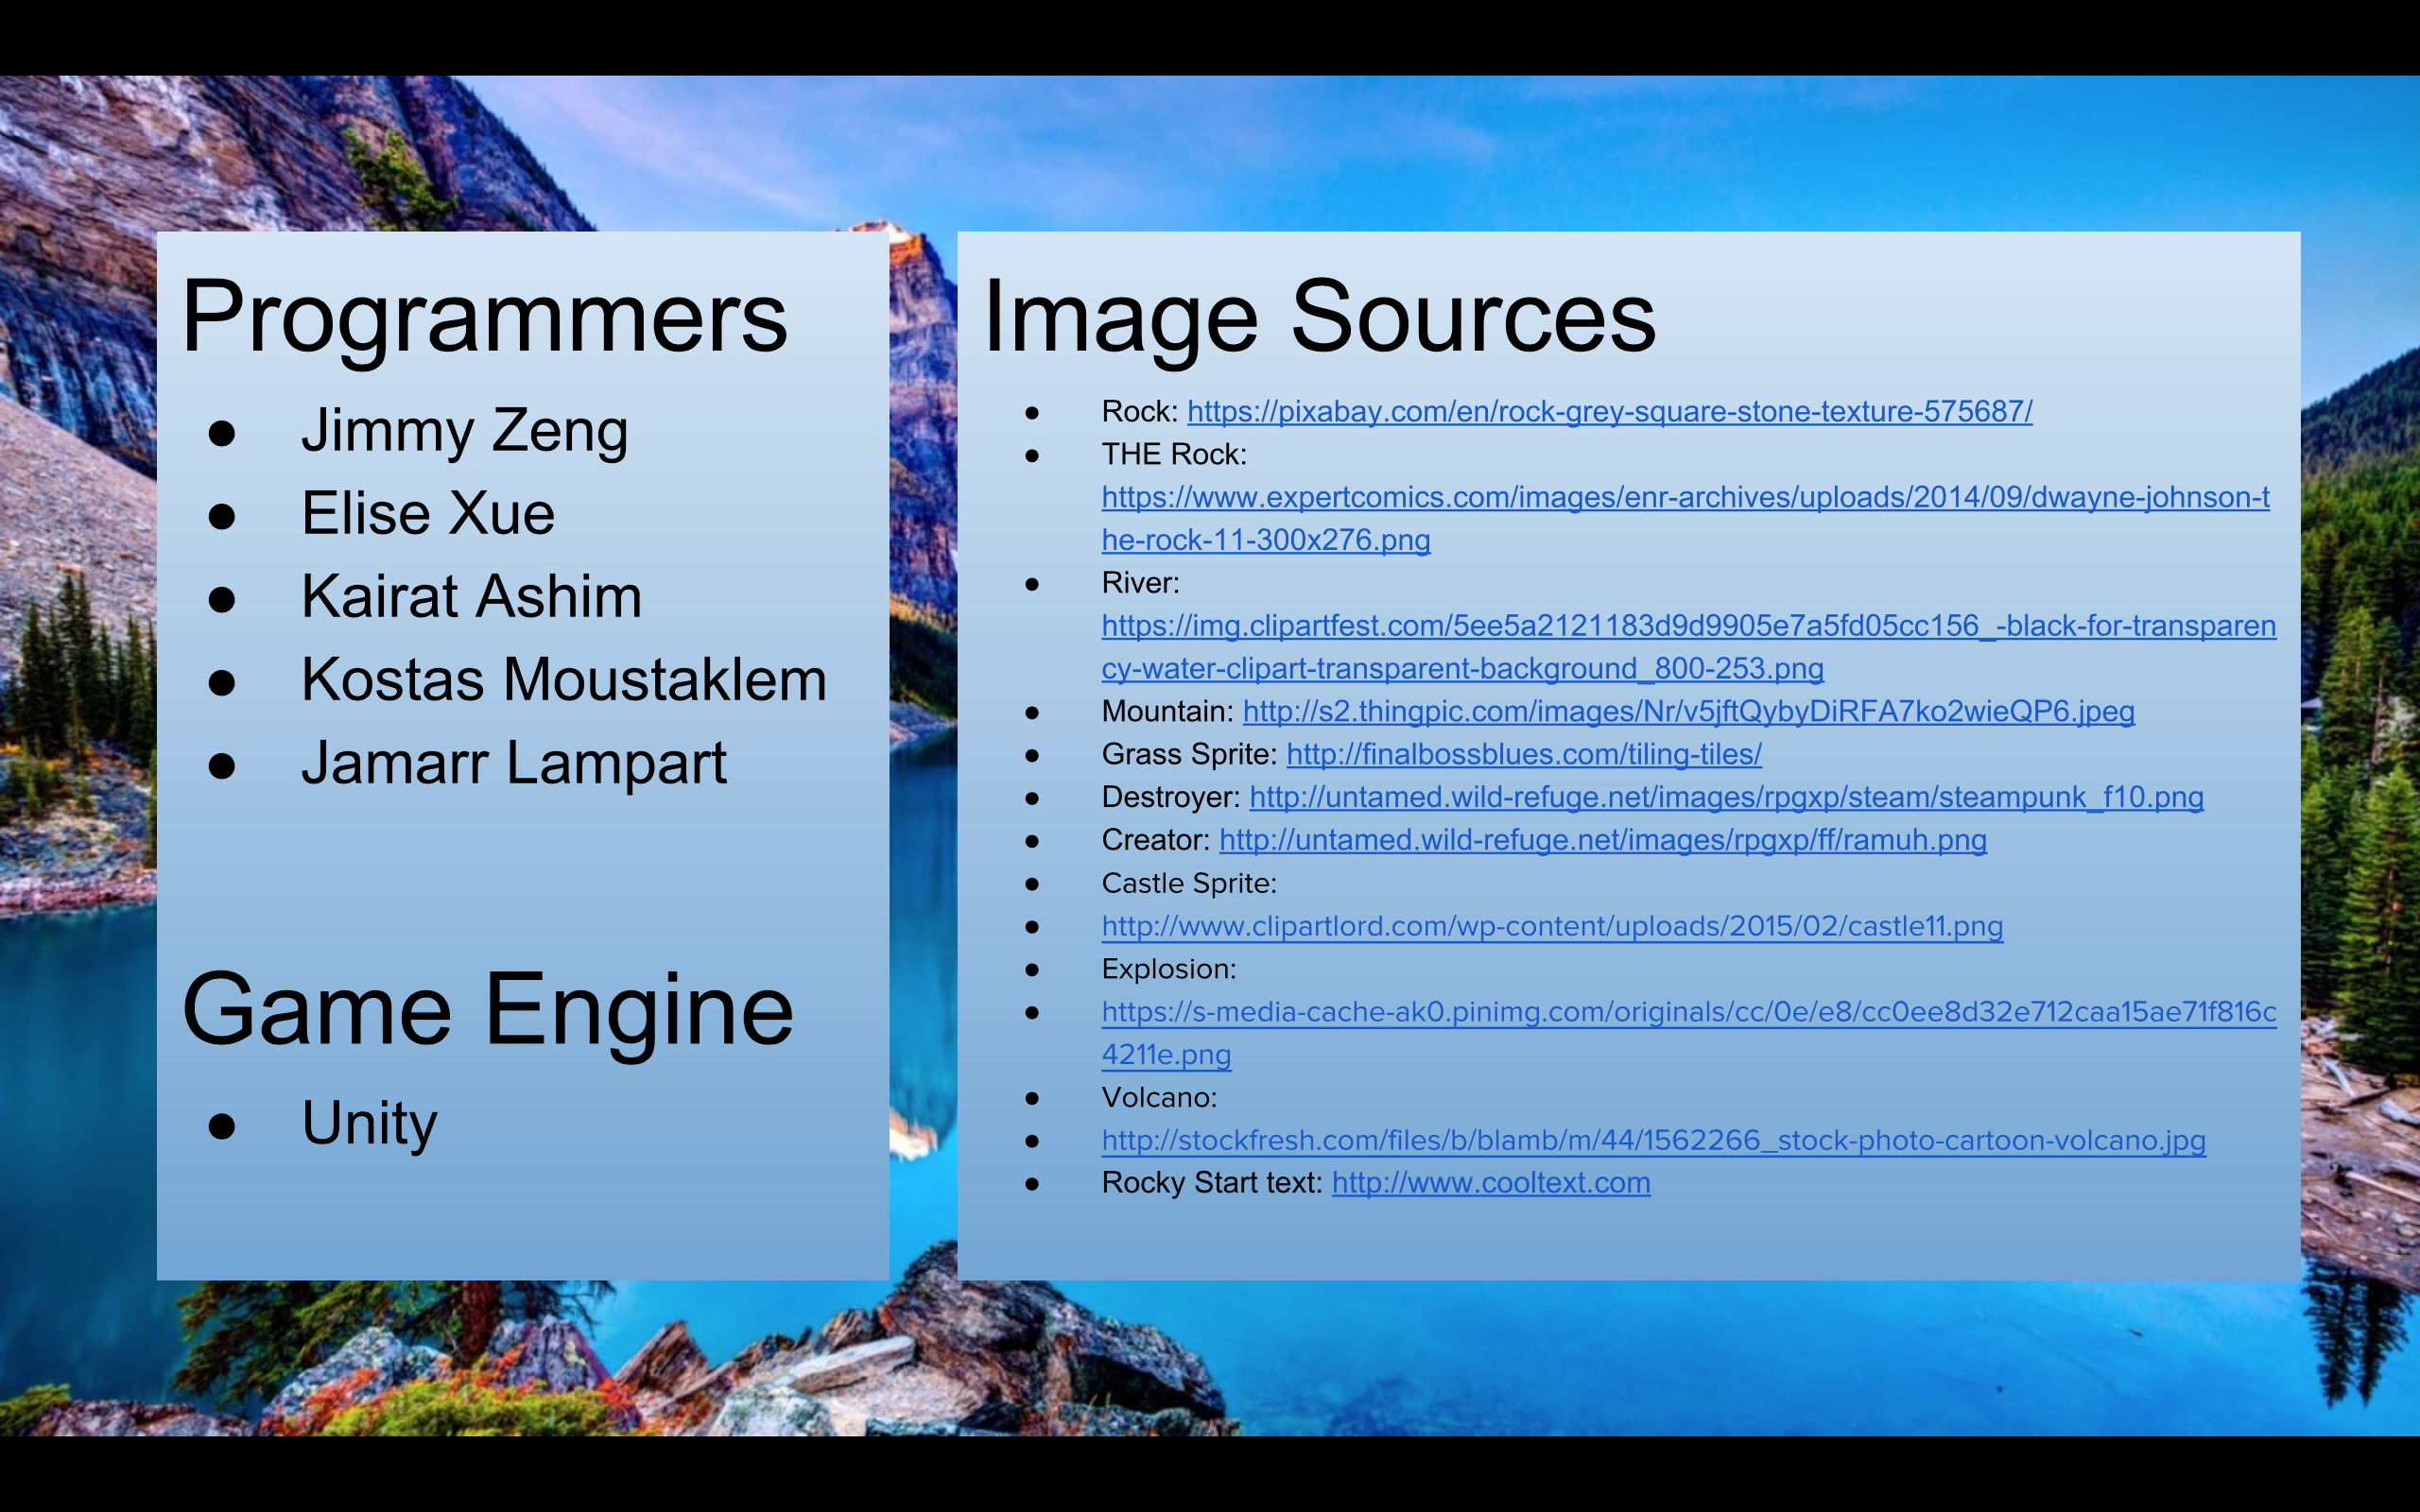 Programmers
● Jimmy Zeng
● Elise Xue
● Kairat Ashim
● Kostas Moustaklem
● Jamarr Lampart
Game Engine
● Unity
Image Sources
● Rock: https://pixabay.com/en/rock-grey-square-stone-texture-575687/
● THE Rock:
https://www.expertcomics.com/images/enr-archives/uploads/2014/09/dwayne-johnson-t
he-rock-11-300x276.png
● River:
https://img.clipartfest.com/5ee5a2121183d9d9905e7a5fd05cc156_-black-for-transparen
cy-water-clipart-transparent-background_800-253.png
● Mountain: http://s2.thingpic.com/images/Nr/v5jftQybyDiRFA7ko2wieQP6.jpeg
● Grass Sprite: http://finalbossblues.com/tiling-tiles/
● Destroyer: http://untamed.wild-refuge.net/images/rpgxp/steam/steampunk_f10.png
● Creator: http://untamed.wild-refuge.net/images/rpgxp/ff/ramuh.png
● Castle Sprite:
● http://www.clipartlord.com/wp-content/uploads/2015/02/castle11.png
● Explosion:
● https://s-media-cache-ak0.pinimg.com/originals/cc/0e/e8/cc0ee8d32e712caa15ae71f816c
4211e.png
● Volcano:
● http://stockfresh.com/files/b/blamb/m/44/1562266_stock-photo-cartoon-volcano.jpg
● Rocky Start text: http://www.cooltext.com